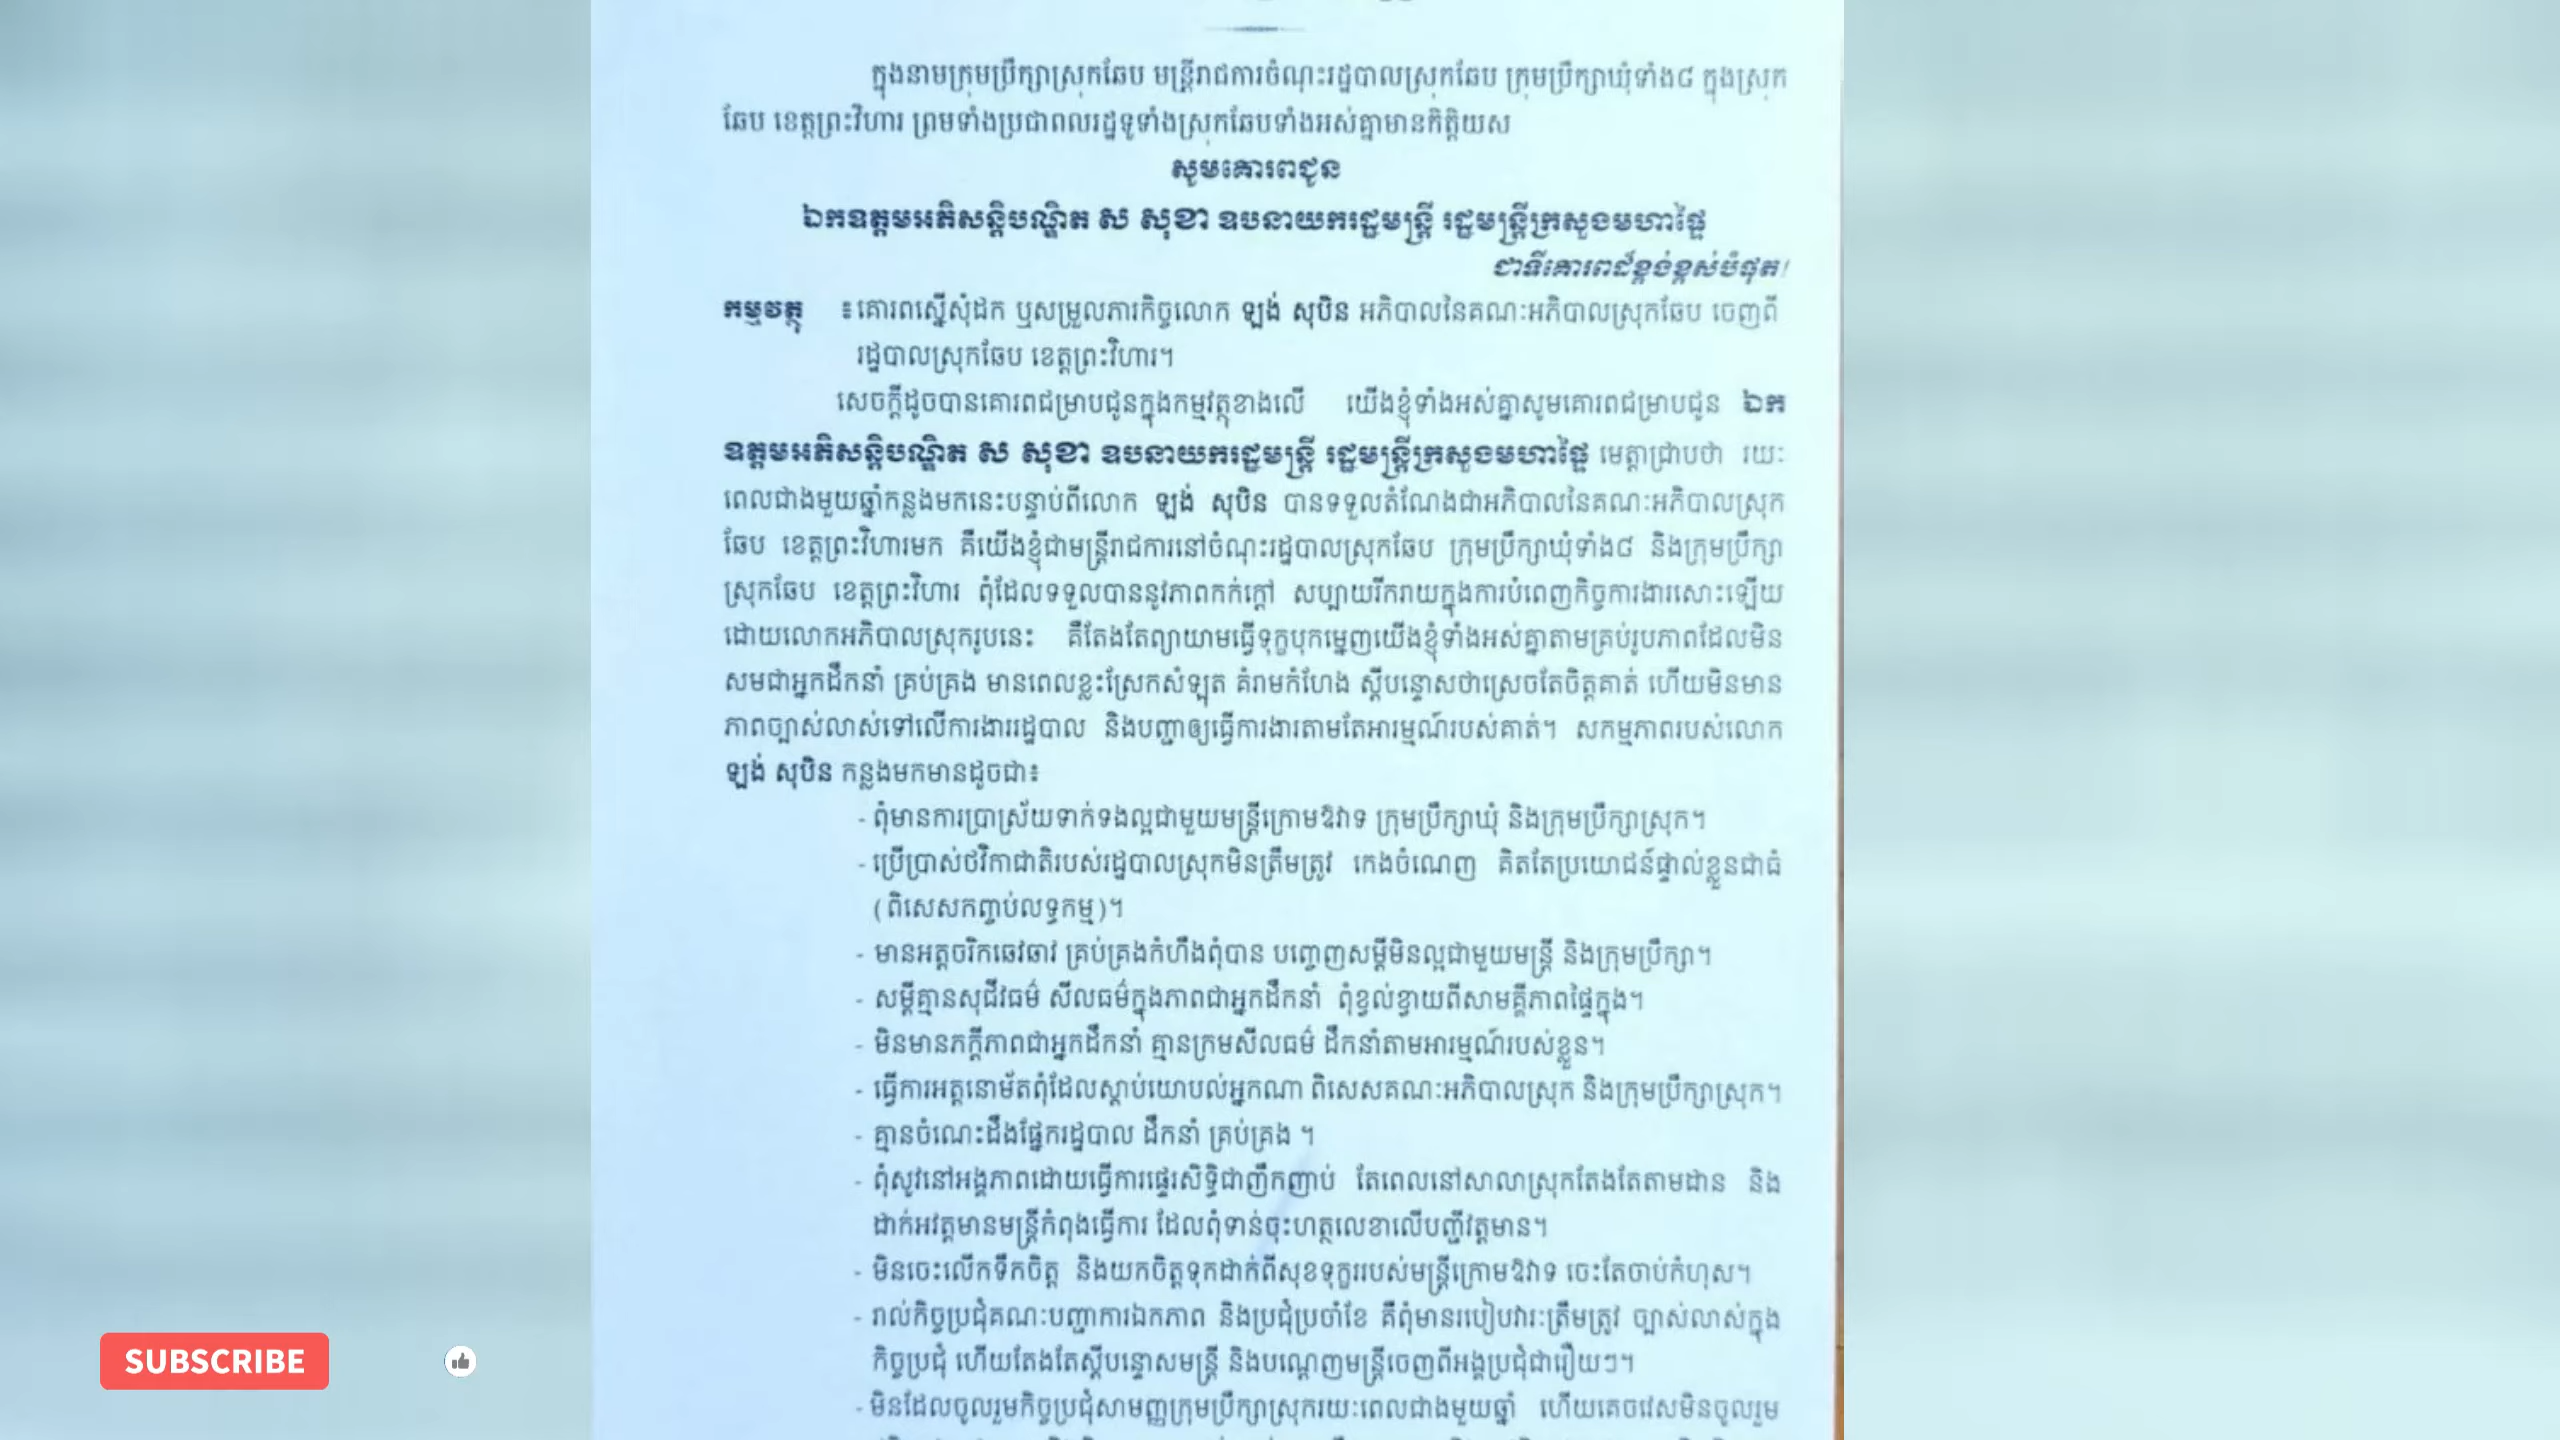 ក្នុងនាមក្រុមប្រឹក្សាស្រុកឆែប មន្ត្រីរាជការចំណុះរដ្ឋបាលស្រុកឆែប ក្រុមប្រឹក្សាឃុំទាំង៨ ក្នុងស្រុក
ឆែប ខេត្តព្រះវិហារ ព្រមទាំងប្រជាពលរដ្ឋទូទាំងស្រុកឆែបទាំងអស់គ្នាមានកិត្តិយស
សូមគោរពជូន
ឯកឧត្តមអភិសន្តិបណ្ឌិត ស សុខា ឧបនាយករដ្ឋមន្ត្រី រដ្ឋមន្ត្រីក្រសួងមហាផ្ទៃ
ជាទីគោរពដ៏ខ្ពង់ខ្ពស់បំផុត!
កម្មវត្ថុ ៖ គោរពស្នើសុំដក ឬសម្រួលភារកិច្ចលោក ឡង់ សុបិន អភិបាលនៃគណៈអភិបាលស្រុកឆែប ចេញពី
រដ្ឋបាលស្រុកឆែប ខេត្តព្រះវិហារ។
សេចក្តីដូចបានគោរពជម្រាបជូនក្នុងកម្មវត្ថុខាងលើ យើងខ្ញុំទាំងអស់គ្នាសូមគោរពជម្រាបជូន ឯក
ឧត្តមអភិសន្តិបណ្ឌិត ស សុខា ឧបនាយករដ្ឋមន្ត្រី រដ្ឋមន្ត្រីក្រសួងមហាផ្ទៃ មេត្តាជ្រាបថា រយៈ
ពេលជាងមួយឆ្នាំកន្លងមកនេះបន្ទាប់ពីលោក ឡង់ សុបិន បានទទួលតំណែងជាអភិបាលនៃគណៈអភិបាលស្រុក
ឆែប ខេត្តព្រះវិហារមក គឺយើងខ្ញុំជាមន្ត្រីរាជការនៅចំណុះរដ្ឋបាលស្រុកឆែប ក្រុមប្រឹក្សាឃុំទាំង៨ និងក្រុមប្រឹក្សា
ស្រុកឆែប ខេត្តព្រះវិហារ ពុំដែលទទួលបាននូវភាពកក់ក្តៅ សប្បាយរីករាយក្នុងការបំពេញកិច្ចការងារសោះឡើយ
ដោយលោកអភិបាលស្រុករូបនេះ គឺតែងតែព្យាយាមធ្វើទុក្ខបុកម្នេញយើងខ្ញុំទាំងអស់គ្នាតាមគ្រប់រូបភាពដែលមិន
សមជាអ្នកដឹកនាំ គ្រប់គ្រង មានពេលខ្លះស្រែកសំឡុត គំរាមកំហែង ស្តីបន្ទោសថាស្រេចតែចិត្តគាត់ ហើយមិនមាន
ភាពច្បាស់លាស់ទៅលើការងាររដ្ឋបាល និងបញ្ជាឲ្យធ្វើការងារតាមតែអារម្មណ៍របស់គាត់។ សកម្មភាពរបស់លោក
ឡង់ សុបិន កន្លងមកមានដូចជា៖
- ពុំមានការប្រាស្រ័យទាក់ទងល្អជាមួយមន្ត្រីក្រោមឱវាទ ក្រុមប្រឹក្សាឃុំ និងក្រុមប្រឹក្សាស្រុក។
- ប្រើប្រាស់ថវិកាជាតិរបស់រដ្ឋបាលស្រុកមិនត្រឹមត្រូវ កេងចំណេញ គិតតែប្រយោជន៍ផ្ទាល់ខ្លួនជាធំ
(ពិសេសកញ្ចប់លទ្ធកម្ម)។
- មានអត្តចរិកឆេវឆាវ គ្រប់គ្រងកំហឹងពុំបាន បញ្ចេញសម្តីមិនល្អជាមួយមន្ត្រី និងក្រុមប្រឹក្សា។
- សម្តីគ្មានសុជីវធម៌ សីលធម៌ក្នុងភាពជាអ្នកដឹកនាំ ពុំខ្វល់ខ្វាយពីសាមគ្គីភាពផ្ទៃក្នុង។
- មិនមានភក្តីភាពជាអ្នកដឹកនាំ គ្មានក្រមសីលធម៌ ដឹកនាំតាមអារម្មណ៍របស់ខ្លួន។
- ធ្វើការអត្តនោម័តពុំដែលស្តាប់យោបល់អ្នកណា ពិសេសគណៈអភិបាលស្រុក និងក្រុមប្រឹក្សាស្រុក។
- គ្មានចំណេះដឹងផ្នែករដ្ឋបាល ដឹកនាំ គ្រប់គ្រង ។
- ពុំសូវនៅអង្គភាពដោយធ្វើការផ្ទេរសិទ្ធិជាញឹកញាប់ តែពេលនៅសាលាស្រុកតែងតែតាមដាន និង
ដាក់អវត្តមានមន្ត្រីកំពុងធ្វើការ ដែលពុំទាន់ចុះហត្ថលេខាលើបញ្ជីវត្តមាន។
- មិនចេះលើកទឹកចិត្ត និងយកចិត្តទុកដាក់ពីសុខទុក្ខររបស់មន្ត្រីក្រោមឱវាទ ចេះតែចាប់កំហុស។
- រាល់កិច្ចប្រជុំគណៈបញ្ជាការឯកភាព និងប្រជុំប្រចាំខែ គឺពុំមានរបៀបវារៈត្រឹមត្រូវ ច្បាស់លាស់ក្នុង
កិច្ចប្រជុំ ហើយតែងតែស្តីបន្ទោសមន្ត្រី និងបណ្តេញមន្ត្រីចេញពីអង្គប្រជុំជារឿយៗ។
- មិនដែលចូលរួមកិច្ចប្រជុំសាមញ្ញក្រុមប្រឹក្សាស្រុករយៈពេលជាងមួយឆ្នាំ ហើយគេចវេសមិនចូលរួម
SUBSCRIBE